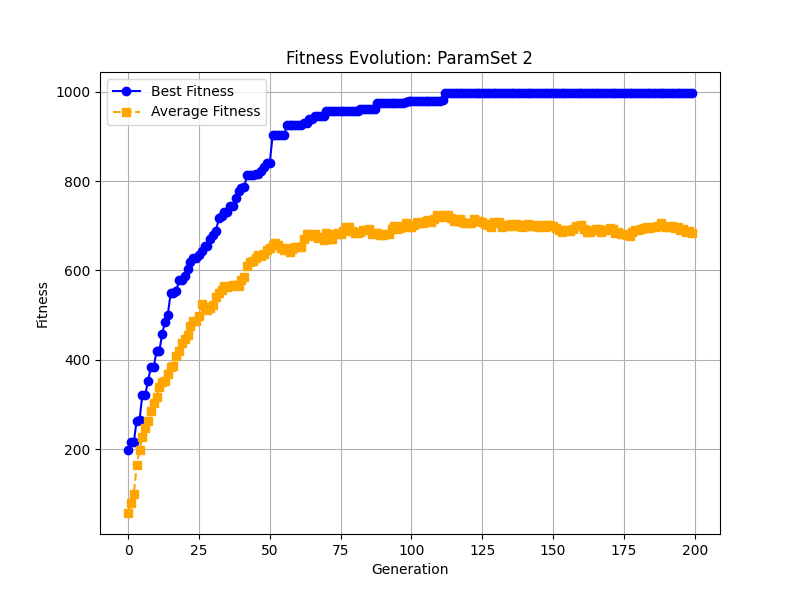 Fitness Evolution: ParamSet 2
Best Fitness
Average Fitness
1000
800
600
400
200
Fitness
0 25 50 75 100 125 150 175 200
Generation